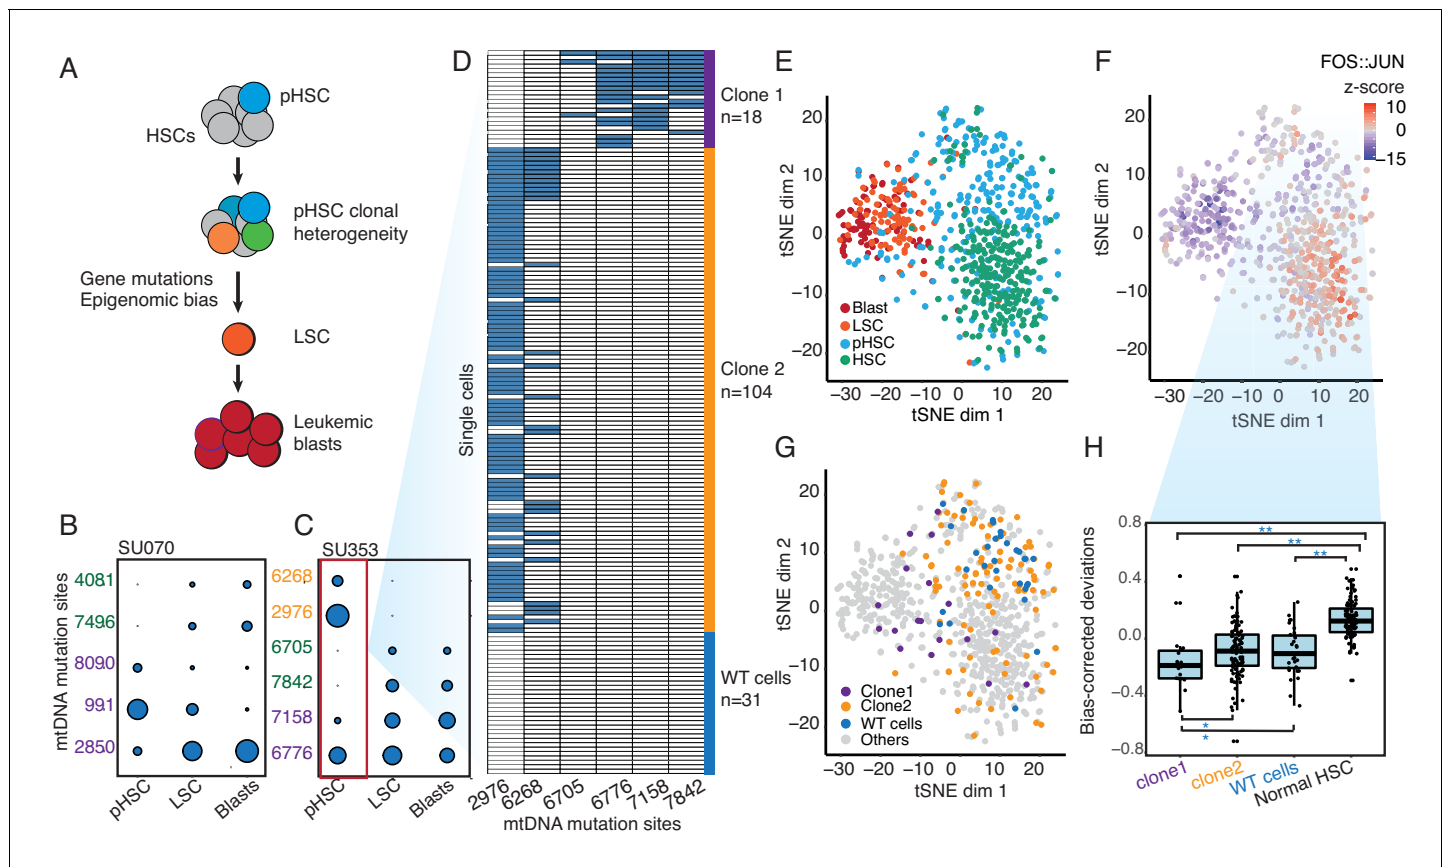 A
pHSC
HSCs
pHSC clonal
heterogeneity
Gene mutations
Epigenomic bias
LSC
Leukemic
blasts
B
SU070
mtDNA mutation sites
4081
7496
8090
991
2850
pHSC
LSC
Blasts
C
SU353
6268
2976
6705
7842
7158
6776
pHSC
LSC
Blasts
D
Single cells
Clone 1
n=18
Clone 2
n=104
WT cells
n=31
2976
6268
6705
6776
7158
7842
mtDNA mutation sites
E
tSNE dim 2
20
10
0
−10
−20
Blast
LSC
pHSC
HSC
−30 −20 −10 0 10 20
tSNE dim 1
F
FOS::JUN
z-score
10
0
−15
tSNE dim 2
20
10
0
−10
−20
−30 −20 −10 0 10 20
tSNE dim 1
G
tSNE dim 2
20
10
0
−10
−20
Clone1
Clone2
WT cells
Others
−30 −20 −10 0 10 20
tSNE dim 1
H
Bias-corrected deviations
0.8
0.4
0.0
−0.4
−0.8
**
**
**
*
*
clone1
clone2
WT cells
Normal HSC